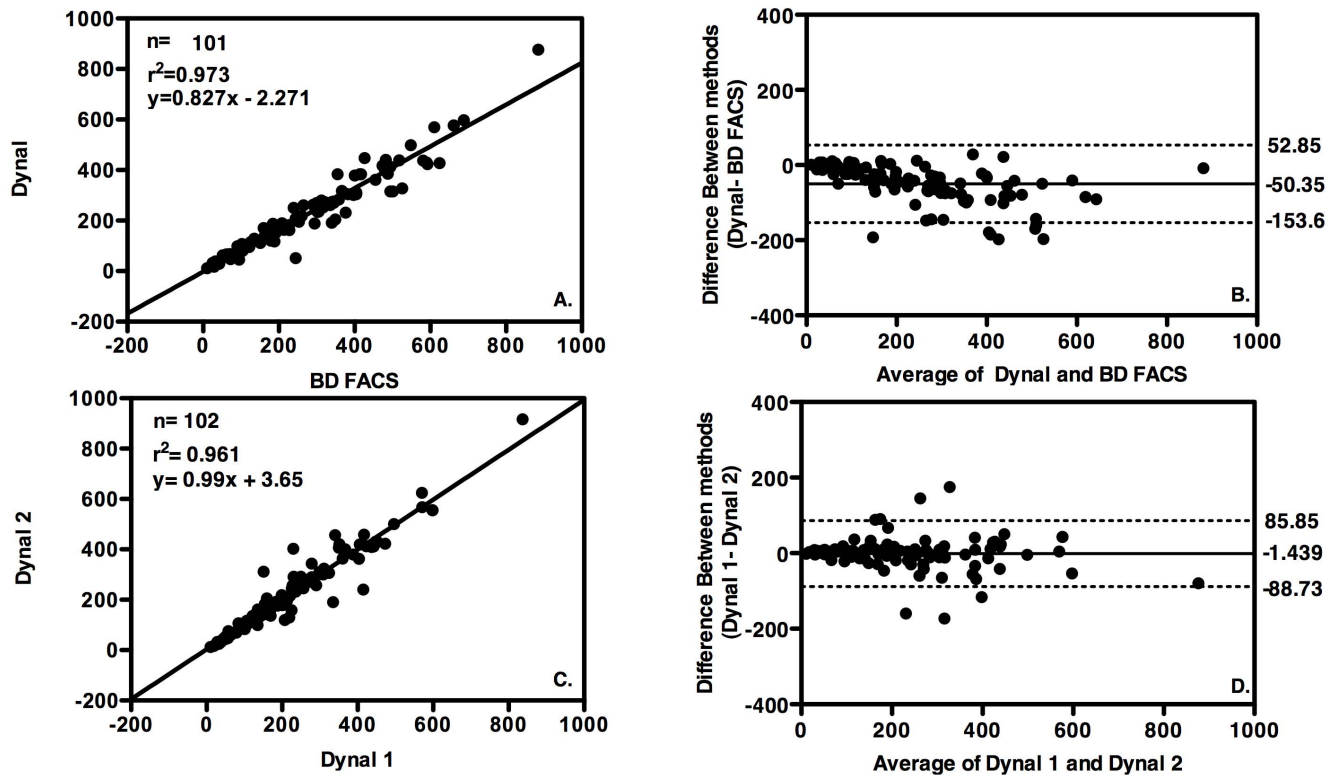 1000
800
600
400
200
0
-200
-200 0 200 400 600 800 1000
Dynal
BD FACS
n= 101
r²=0.973
y=0.827x - 2.271
A.
400
200
0
-200
-400
0 200 400 600 800 1000
Difference Between methods
(Dynal- BD FACS)
Average of Dynal and BD FACS
52.85
-50.35
-153.6
B.
1000
800
600
400
200
0
-200
-200 0 200 400 600 800 1000
Dynal 2
Dynal 1
n= 102
r²= 0.961
y= 0.99x + 3.65
C.
400
200
0
-200
-400
0 200 400 600 800 1000
Difference Between methods
(Dynal 1- Dynal 2)
Average of Dynal 1 and Dynal 2
85.85
-1.439
-88.73
D.